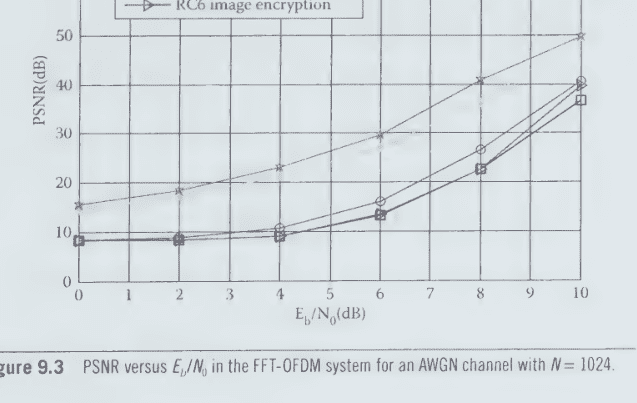 RC6 image encryption
50
40
30
20
10
0
PSNR(dB)
0 1 2 3 4 5 6 7 8 9 10
E_b/N_0(dB)
gure 9.3 PSNR versus E_b/N_0 in the FFT-OFDM system for an AWGN channel with N = 1024.